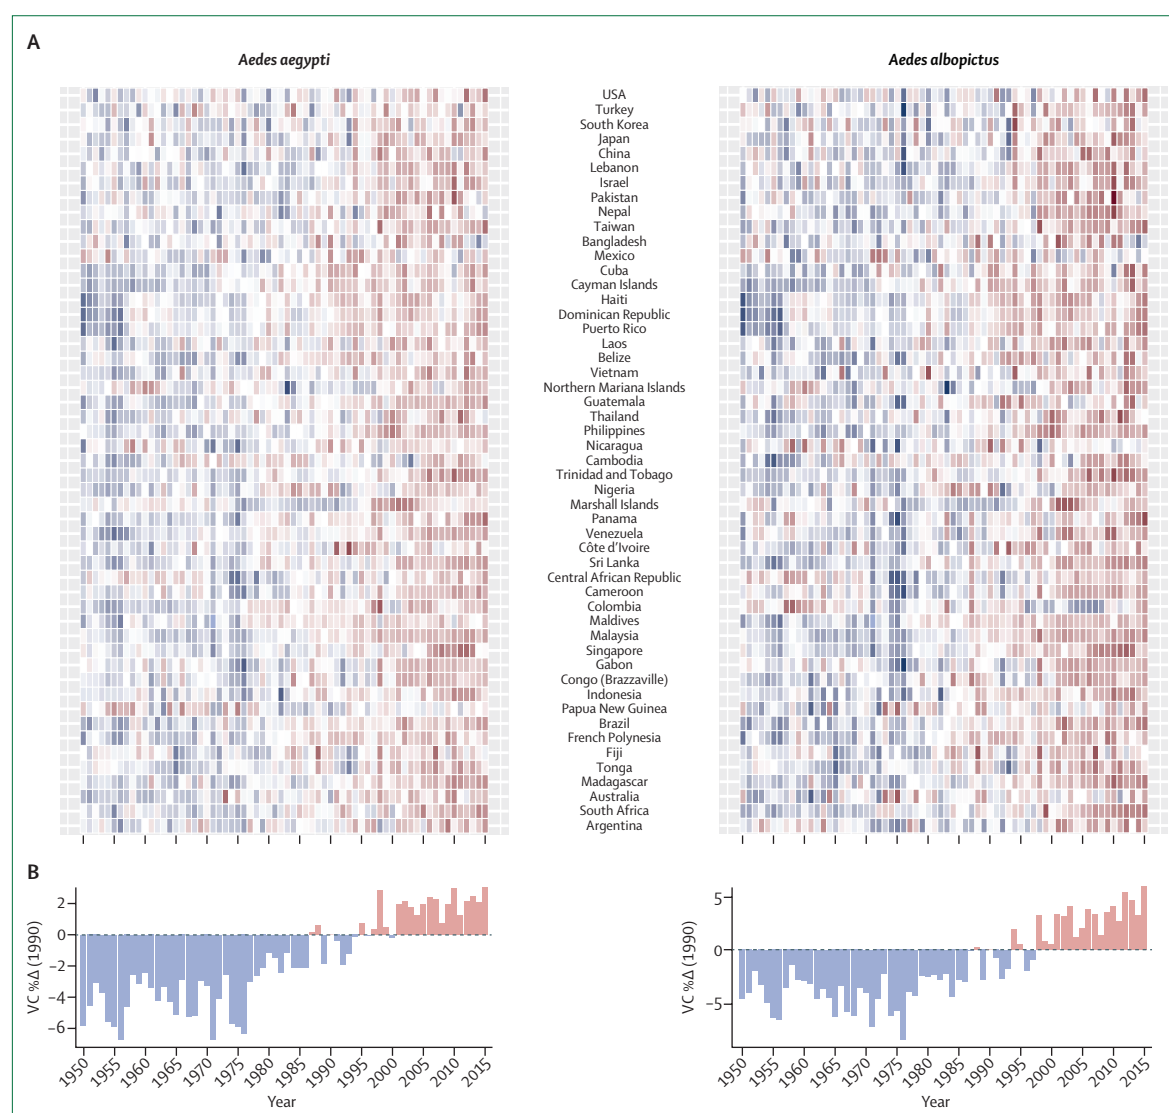 A
Aedes aegypti
Aedes albopictus
USA
Turkey
South Korea
Japan
China
Lebanon
Israel
Pakistan
Nepal
Taiwan
Bangladesh
Mexico
Cuba
Cayman Islands
Haiti
Dominican Republic
Puerto Rico
Laos
Belize
Vietnam
Northern Mariana Islands
Guatemala
Thailand
Philippines
Nicaragua
Cambodia
Trinidad and Tobago
Nigeria
Marshall Islands
Panama
Venezuela
Côte d'Ivoire
Sri Lanka
Central African Republic
Cameroon
Colombia
Maldives
Malaysia
Singapore
Gabon
Congo (Brazzaville)
Indonesia
Papua New Guinea
Brazil
French Polynesia
Fiji
Tonga
Madagascar
Australia
South Africa
Argentina
B
VC %Δ (1990)
2
0
−2
−4
−6
1950 1955 1960 1965 1970 1975 1980 1985 1990 1995 2000 2005 2010 2015
Year
VC %Δ (1990)
5
0
−5
1950 1955 1960 1965 1970 1975 1980 1985 1990 1995 2000 2005 2010 2015
Year